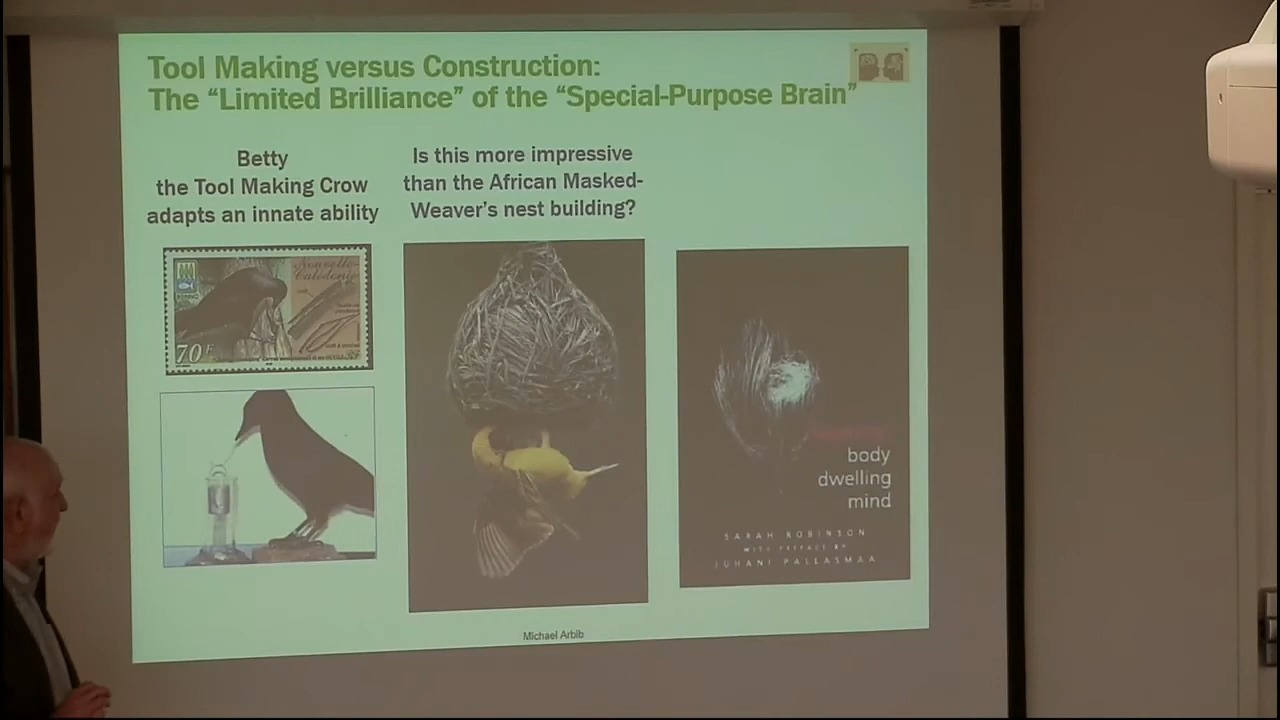 Tool Making versus Construction:
The “Limited Brilliance” of the “Special-Purpose Brain”
Betty
the Tool Making Crow
adapts an innate ability
Is this more impressive
than the African Masked-
Weaver’s nest building?
Nouvelle-
Calédonie
70 F
body
dwelling
mind
SARAH ROBINSON
WITH PREFACE BY
JUHANI PALLASMAA
Michael Arbib